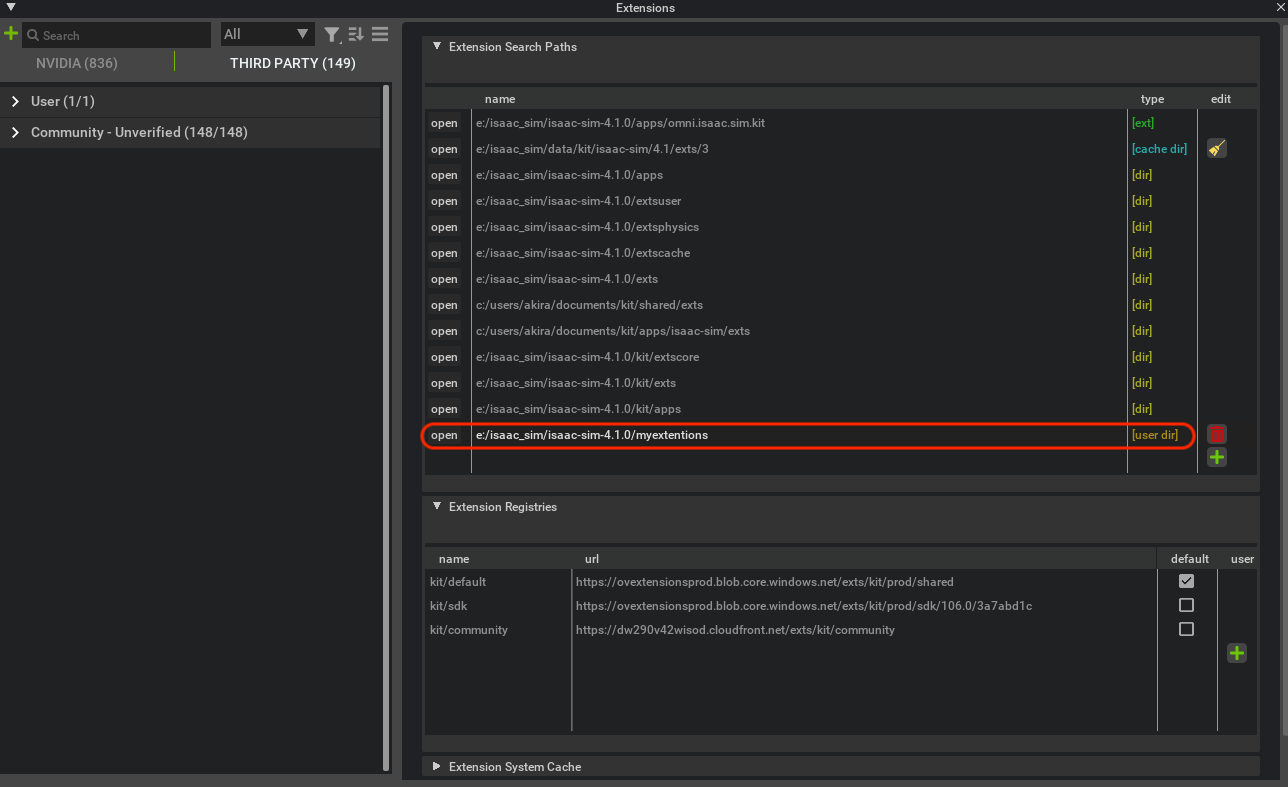 Extensions
Search
All
NVIDIA (836)
THIRD PARTY (149)
User (1/1)
Community - Unverified (148/148)
Extension Search Paths
name type edit
open e:/isaac_sim/isaac-sim-4.1.0/apps/omni.isaac.sim.kit [ext]
open e:/isaac_sim/data/kit/isaac-sim/4.1/exts/3 [cache dir]
open e:/isaac_sim/isaac-sim-4.1.0/apps [dir]
open e:/isaac_sim/isaac-sim-4.1.0/extsuser [dir]
open e:/isaac_sim/isaac-sim-4.1.0/extsphysics [dir]
open e:/isaac_sim/isaac-sim-4.1.0/extscache [dir]
open e:/isaac_sim/isaac-sim-4.1.0/exts [dir]
open c:/users/akira/documents/kit/shared/exts [dir]
open c:/users/akira/documents/kit/apps/isaac-sim/exts [dir]
open e:/isaac_sim/isaac-sim-4.1.0/kit/extscore [dir]
open e:/isaac_sim/isaac-sim-4.1.0/kit/exts [dir]
open e:/isaac_sim/isaac-sim-4.1.0/kit/apps [dir]
open e:/isaac_sim/isaac-sim-4.1.0/myextentions [user dir]
Extension Registries
name url default user
kit/default https://ovextensionsprod.blob.core.windows.net/exts/kit/prod/shared
kit/sdk https://ovextensionsprod.blob.core.windows.net/exts/kit/prod/sdk/106.0/3a7abd1c
kit/community https://dw290v42wisod.cloudfront.net/exts/kit/community
Extension System Cache